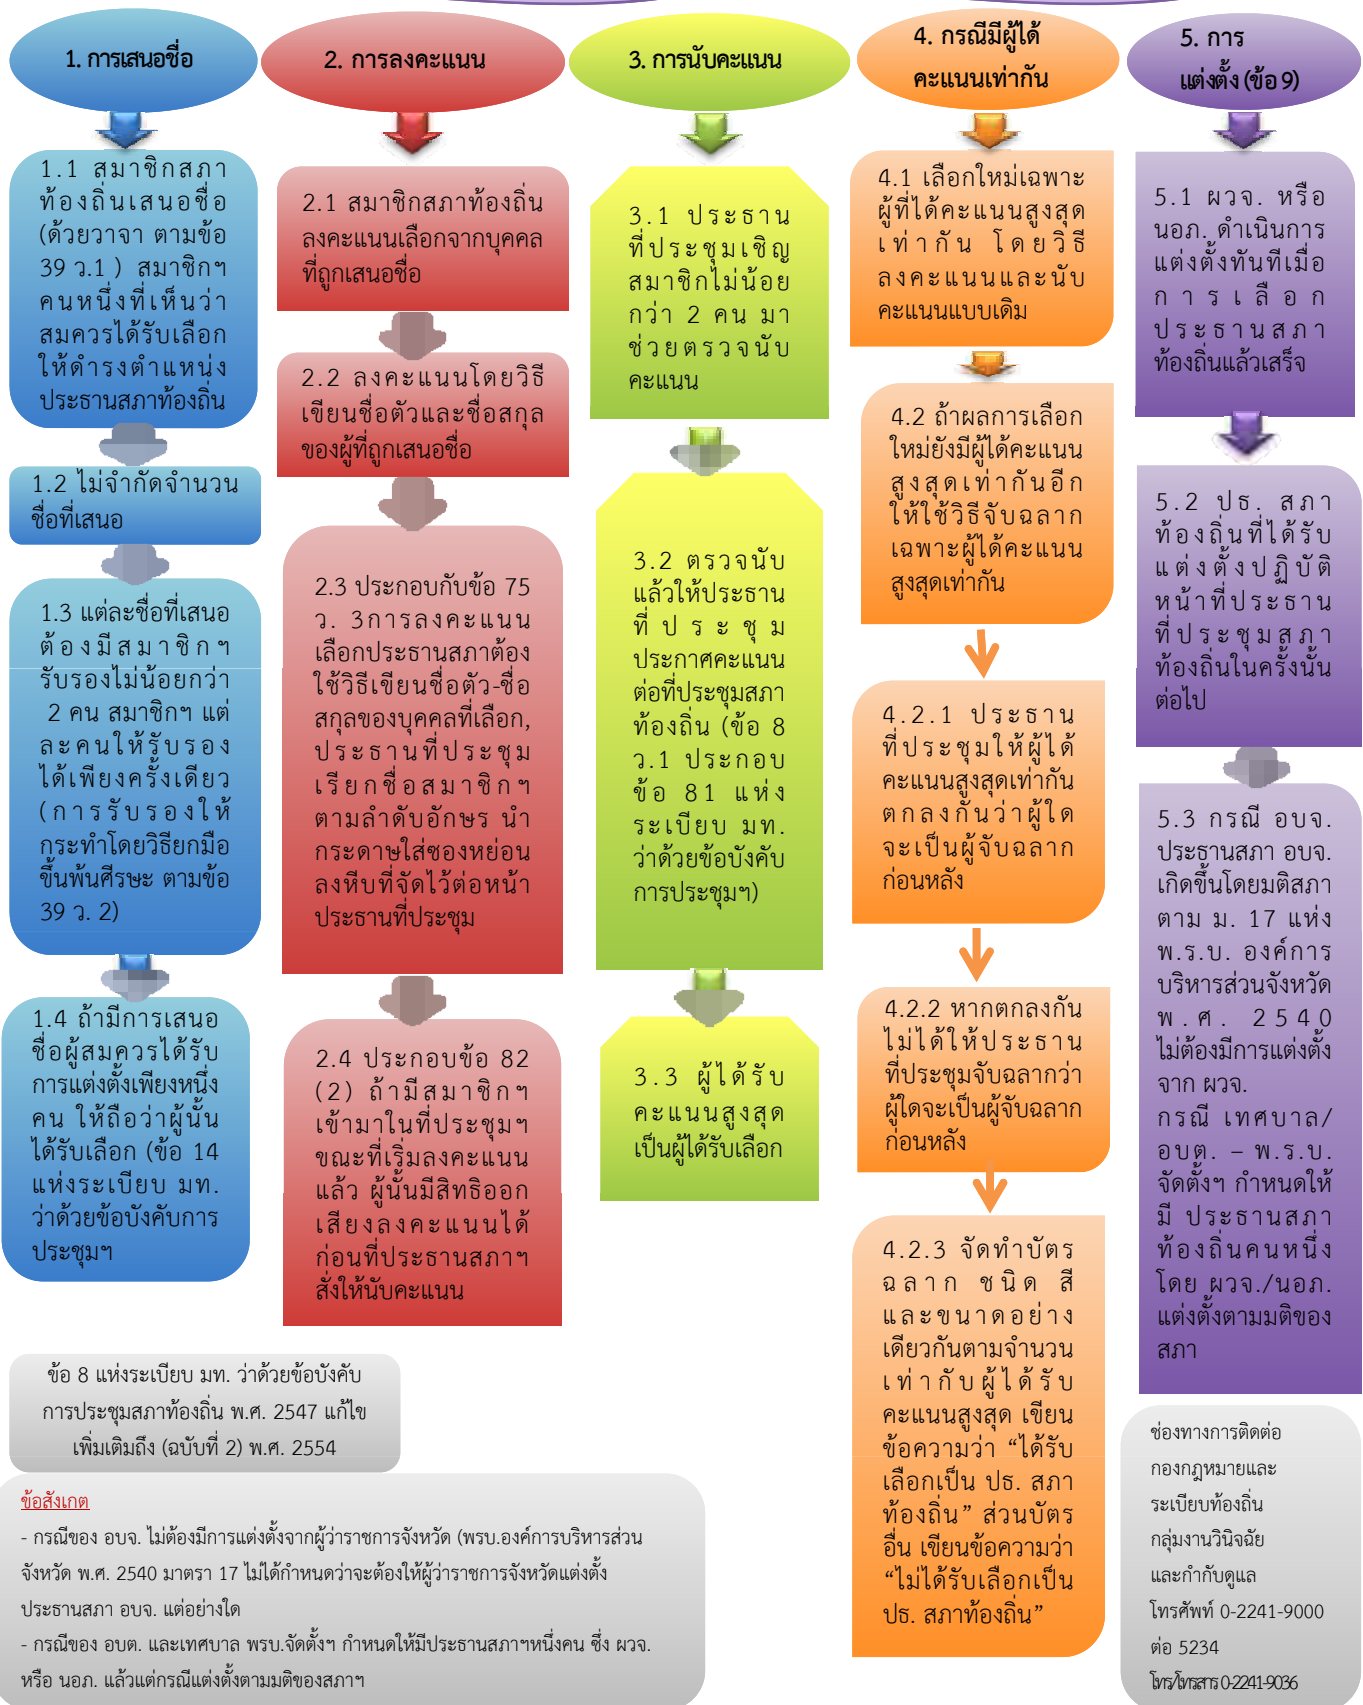 1. การเสนอชื่อ
1.1 สมาชิกสภา
ท้องถิ่นเสนอชื่อ
(ด้วยวาจา ตามข้อ
39 ว.1 ) สมาชิกฯ
คนหนึ่งที่เห็นว่า
สมควรได้รับเลือก
ให้ดำรงตำแหน่ง
ประธานสภาท้องถิ่น
1.2 ไม่จำกัดจำนวน
ชื่อที่เสนอ
1.3 แต่ละชื่อที่เสนอ
ต้องมีสมาชิกฯ
รับรองไม่น้อยกว่า
2 คน สมาชิกฯ แต่
ละคนให้รับรอง
ได้เพียงครั้งเดียว
(การรับรองให้
กระทำโดยวิธียกมือ
ขึ้นพ้นศีรษะ ตามข้อ
39 ว. 2)
1.4 ถ้ามีการเสนอ
ชื่อผู้สมควรได้รับ
การแต่งตั้งเพียงหนึ่ง
คน ให้ถือว่าผู้นั้น
ได้รับเลือก (ข้อ 14
แห่งระเบียบ มท.
ว่าด้วยข้อบังคับการ
ประชุมฯ
2. การลงคะแนน
2.1 สมาชิกสภาท้องถิ่น
ลงคะแนนเลือกจากบุคคล
ที่ถูกเสนอชื่อ
2.2 ลงคะแนนโดยวิธี
เขียนชื่อตัวและชื่อสกุล
ของผู้ที่ถูกเสนอชื่อ
2.3 ประกอบกับข้อ 75
ว. 3การลงคะแนน
เลือกประธานสภาต้อง
ใช้วิธีเขียนชื่อตัว-ชื่อ
สกุลของบุคคลที่เลือก,
ประธานที่ประชุม
เรียกชื่อสมาชิกฯ
ตามลำดับอักษร นำ
กระดาษใส่ซองหย่อน
ลงหีบที่จัดไว้ต่อหน้า
ประธานที่ประชุม
2.4 ประกอบข้อ 82
(2) ถ้ามีสมาชิกฯ
เข้ามาในที่ประชุมฯ
ขณะที่เริ่มลงคะแนน
แล้ว ผู้นั้นมีสิทธิออก
เสียงลงคะแนนได้
ก่อนที่ประธานสภาฯ
สั่งให้นับคะแนน
3. การนับคะแนน
3.1 ประธาน
ที่ประชุมเชิญ
สมาชิกไม่น้อย
กว่า 2 คน มา
ช่วยตรวจนับ
คะแนน
3.2 ตรวจนับ
แล้วให้ประธาน
ที่ประชุม
ประกาศคะแนน
ต่อที่ประชุมสภา
ท้องถิ่น (ข้อ 8
ว.1 ประกอบ
ข้อ 81 แห่ง
ระเบียบ มท.
ว่าด้วยข้อบังคับ
การประชุมฯ)
3.3 ผู้ได้รับ
คะแนนสูงสุด
เป็นผู้ได้รับเลือก
4. กรณีมีผู้ได้
คะแนนเท่ากัน
4.1 เลือกใหม่เฉพาะ
ผู้ที่ได้คะแนนสูงสุด
เท่ากัน โดยวิธี
ลงคะแนนและนับ
คะแนนแบบเดิม
4.2 ถ้าผลการเลือก
ใหม่ยังมีผู้ได้คะแนน
สูงสุดเท่ากันอีก
ให้ใช้วิธีจับฉลาก
เฉพาะผู้ได้คะแนน
สูงสุดเท่ากัน
4.2.1 ประธาน
ที่ประชุมให้ผู้ได้
คะแนนสูงสุดเท่ากัน
ตกลงกันว่าผู้ใด
จะเป็นผู้จับฉลาก
ก่อนหลัง
4.2.2 หากตกลงกัน
ไม่ได้ให้ประธาน
ที่ประชุมจับฉลากว่า
ผู้ใดจะเป็นผู้จับฉลาก
ก่อนหลัง
4.2.3 จัดทำบัตร
ฉลาก ชนิด สี
และขนาดอย่าง
เดียวกันตามจำนวน
เท่ากับผู้ได้รับ
คะแนนสูงสุด เขียน
ข้อความว่า “ได้รับ
เลือกเป็น ปธ. สภา
ท้องถิ่น” ส่วนบัตร
อื่น เขียนข้อความว่า
“ไม่ได้รับเลือกเป็น
ปธ. สภาท้องถิ่น”
5. การ
แต่งตั้ง (ข้อ 9)
5.1 ผวจ. หรือ
นอภ. ดำเนินการ
แต่งตั้งทันทีเมื่อ
การเลือก
ประธานสภา
ท้องถิ่นแล้วเสร็จ
5.2 ปธ. สภา
ท้องถิ่นที่ได้รับ
แต่งตั้งปฏิบัติ
หน้าที่ประธาน
ที่ประชุมสภา
ท้องถิ่นในครั้งนั้น
ต่อไป
5.3 กรณี อบจ.
ประธานสภา อบจ.
เกิดขึ้นโดยมติสภา
ตาม ม. 17 แห่ง
พ.ร.บ. องค์การ
บริหารส่วนจังหวัด
พ.ศ. 2540
ไม่ต้องมีการแต่งตั้ง
จาก ผวจ.
กรณี เทศบาล/
อบต. – พ.ร.บ.
จัดตั้งฯ กำหนดให้
มี ประธานสภา
ท้องถิ่นคนหนึ่ง
โดย ผวจ./นอภ.
แต่งตั้งตามมติของ
สภา
ข้อ 8 แห่งระเบียบ มท. ว่าด้วยข้อบังคับ
การประชุมสภาท้องถิ่น พ.ศ. 2547 แก้ไข
เพิ่มเติมถึง (ฉบับที่ 2) พ.ศ. 2554
ข้อสังเกต
- กรณีของ อบจ. ไม่ต้องมีการแต่งตั้งจากผู้ว่าราชการจังหวัด (พรบ.องค์การบริหารส่วน
จังหวัด พ.ศ. 2540 มาตรา 17 ไม่ได้กำหนดว่าจะต้องให้ผู้ว่าราชการจังหวัดแต่งตั้ง
ประธานสภา อบจ. แต่อย่างใด
- กรณีของ อบต. และเทศบาล พรบ.จัดตั้งฯ กำหนดให้มีประธานสภาฯหนึ่งคน ซึ่ง ผวจ.
หรือ นอภ. แล้วแต่กรณีแต่งตั้งตามมติของสภาฯ
ช่องทางการติดต่อ
กองกฎหมายและ
ระเบียบท้องถิ่น
กลุ่มงานวินิจฉัย
และกำกับดูแล
โทรศัพท์ 0-2241-9000
ต่อ 5234
โทร/โทรสาร 0-2241-9036